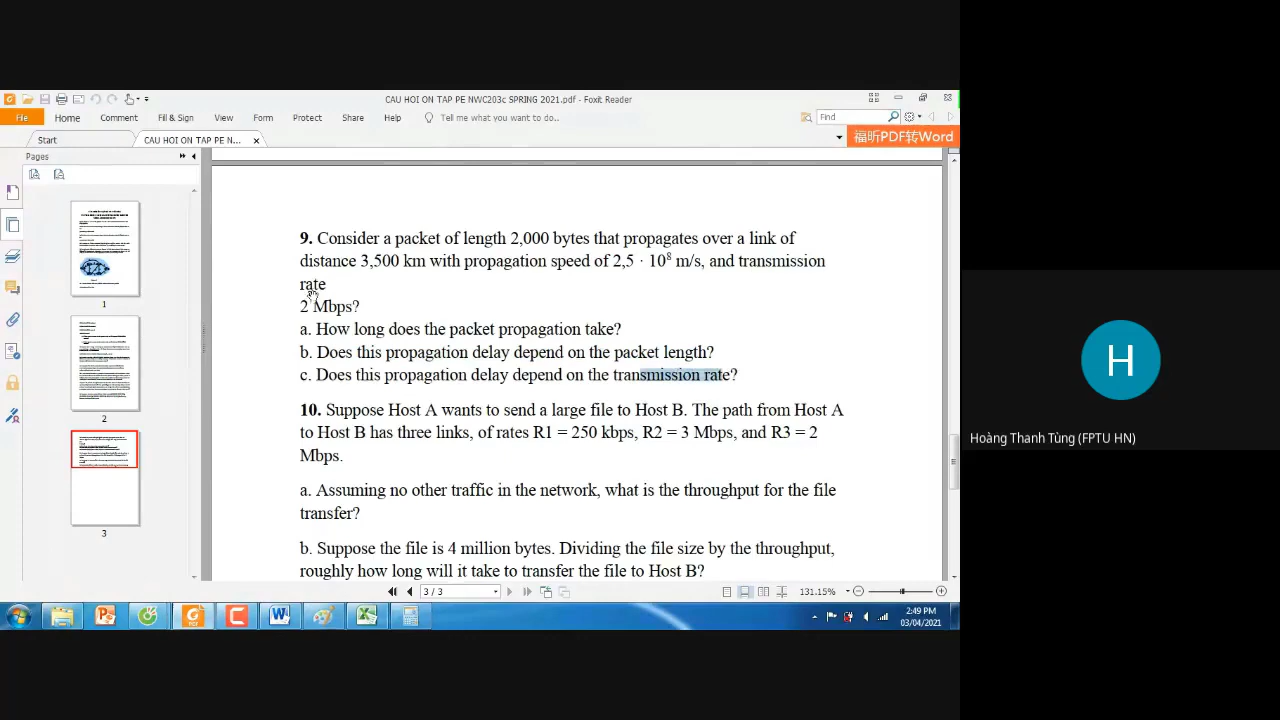 CAU HOI ON TAP PE NWC203c SPRING 2021.pdf - Foxit Reader
File Home Comment Fill & Sign View Form Protect Share Help Tell me what you want to do... Find
Start CAU HOI ON TAP PE N...
福昕PDF转Word
Pages
1
2
3
9. Consider a packet of length 2,000 bytes that propagates over a link of
distance 3,500 km with propagation speed of 2,5 · 10⁸ m/s, and transmission
rate
2 Mbps?
a. How long does the packet propagation take?
b. Does this propagation delay depend on the packet length?
c. Does this propagation delay depend on the transmission rate?
10. Suppose Host A wants to send a large file to Host B. The path from Host A
to Host B has three links, of rates R1 = 250 kbps, R2 = 3 Mbps, and R3 = 2
Mbps.
a. Assuming no other traffic in the network, what is the throughput for the file
transfer?
b. Suppose the file is 4 million bytes. Dividing the file size by the throughput,
roughly how long will it take to transfer the file to Host B?
3 / 3
131.15%
2:49 PM
03/04/2021
H
Hoàng Thanh Tùng (FPTU HN)